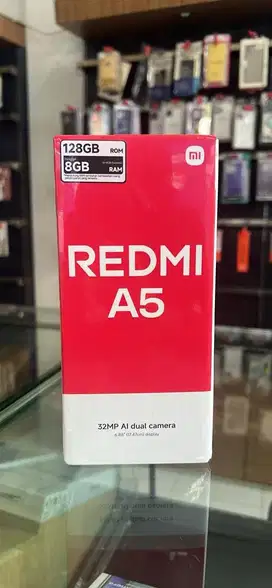 128GB ROM
8GB RAM
mi
REDMI
A5
32MP AI dual camera